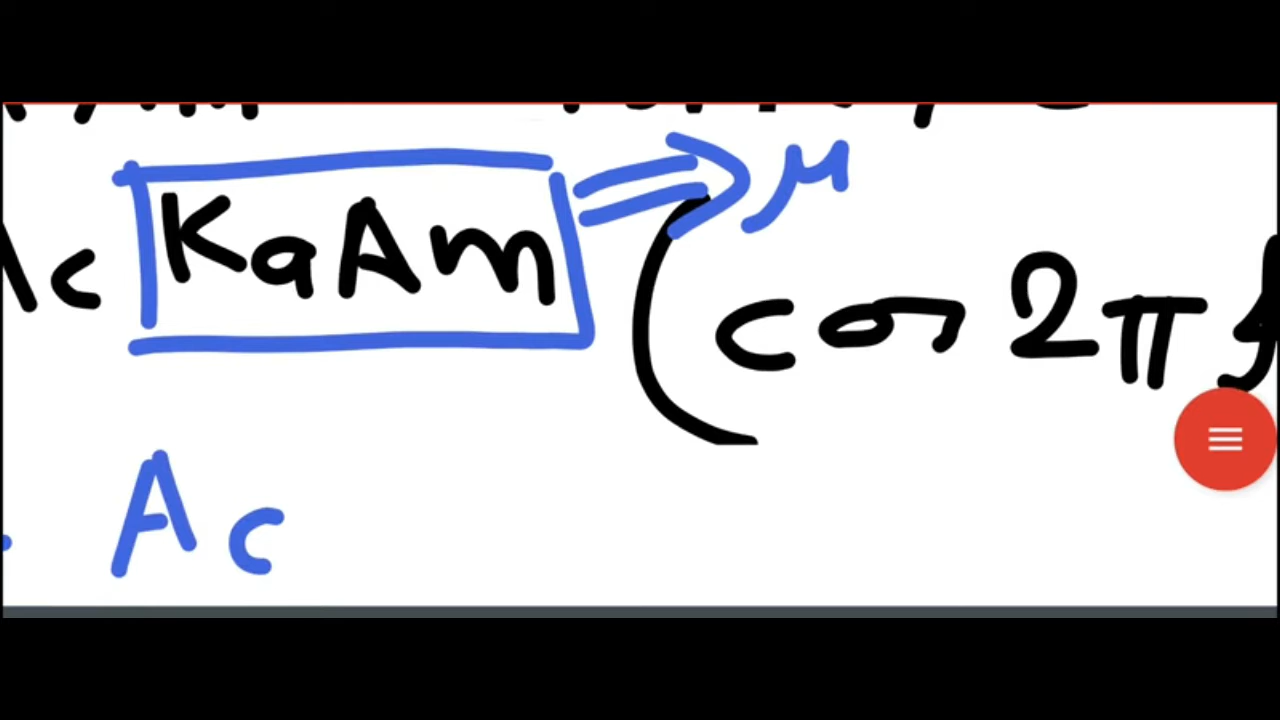 Ac KaAm ⇒ μ (cos 2π f
Ac